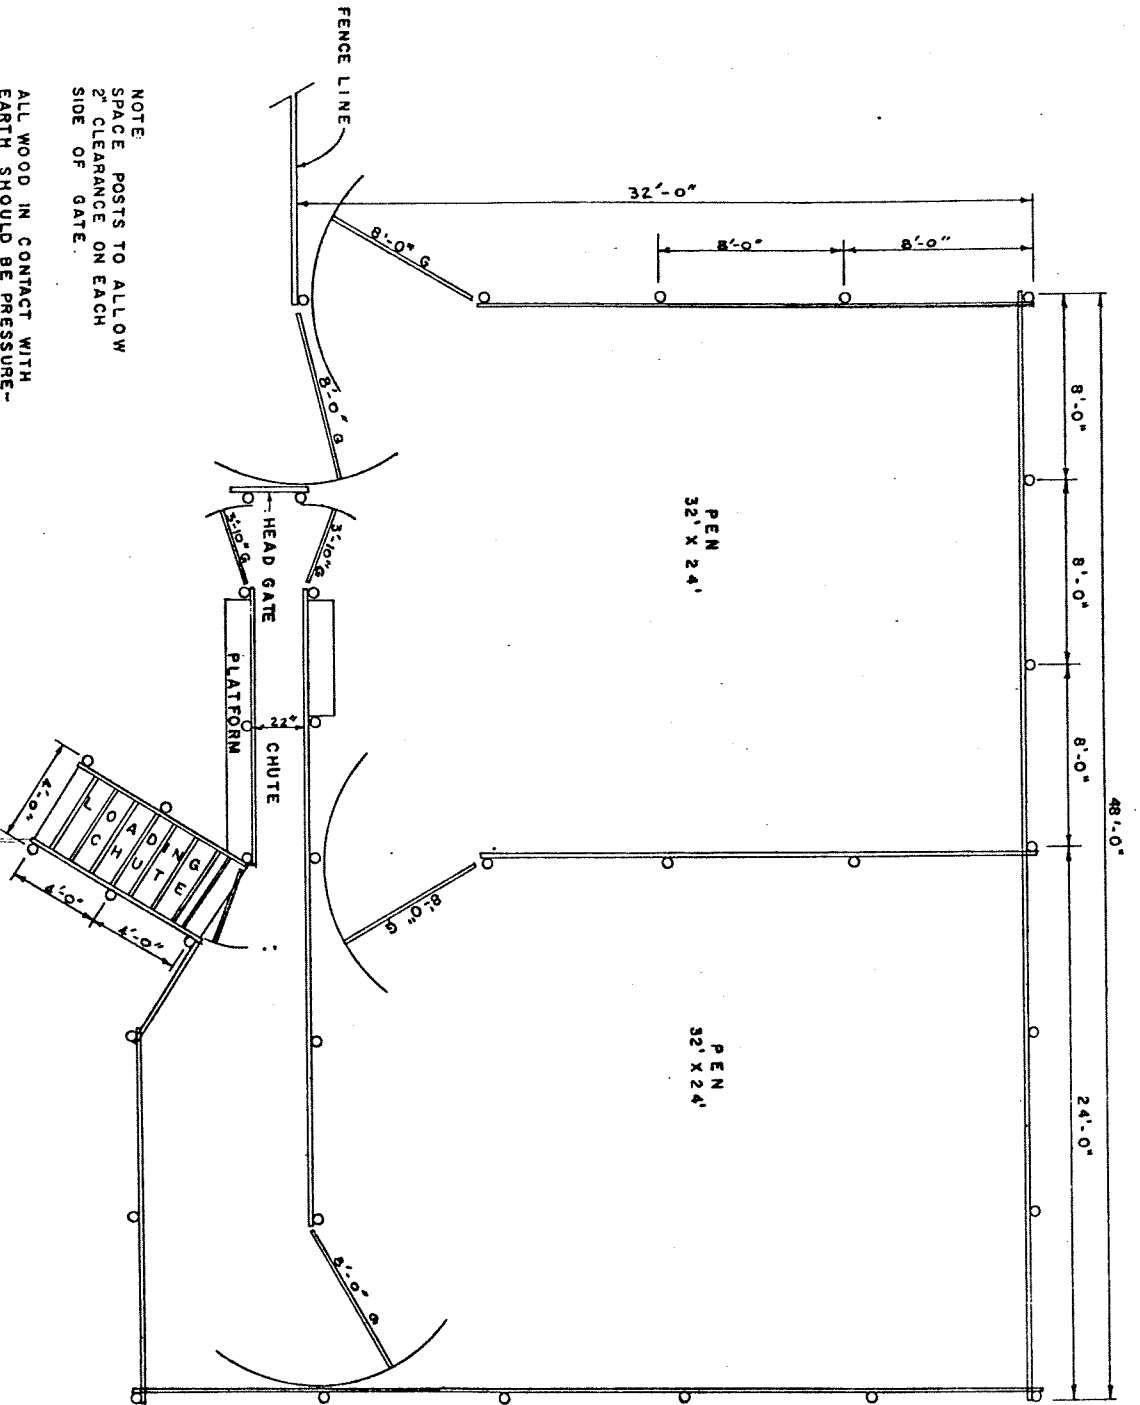 FENCE LINE
NOTE:
SPACE POSTS TO ALLOW
2" CLEARANCE ON EACH
SIDE OF GATE.
ALL WOOD IN CONTACT WITH
EARTH SHOULD BE PRESSURE-
32'-0"
8'-0"
8'-0"
8'-0" G
8'-0" G
8'-0"
8'-0"
8'-0"
48'-0"
24'-0"
PEN
32' X 24'
PEN
32' X 24'
3'-10" G
3'-10" G
HEAD GATE
PLATFORM
22"
CHUTE
LOADING
CHUTE
4'-0"
4'-0"
4'-0"
8'-0" G
8'-0" G